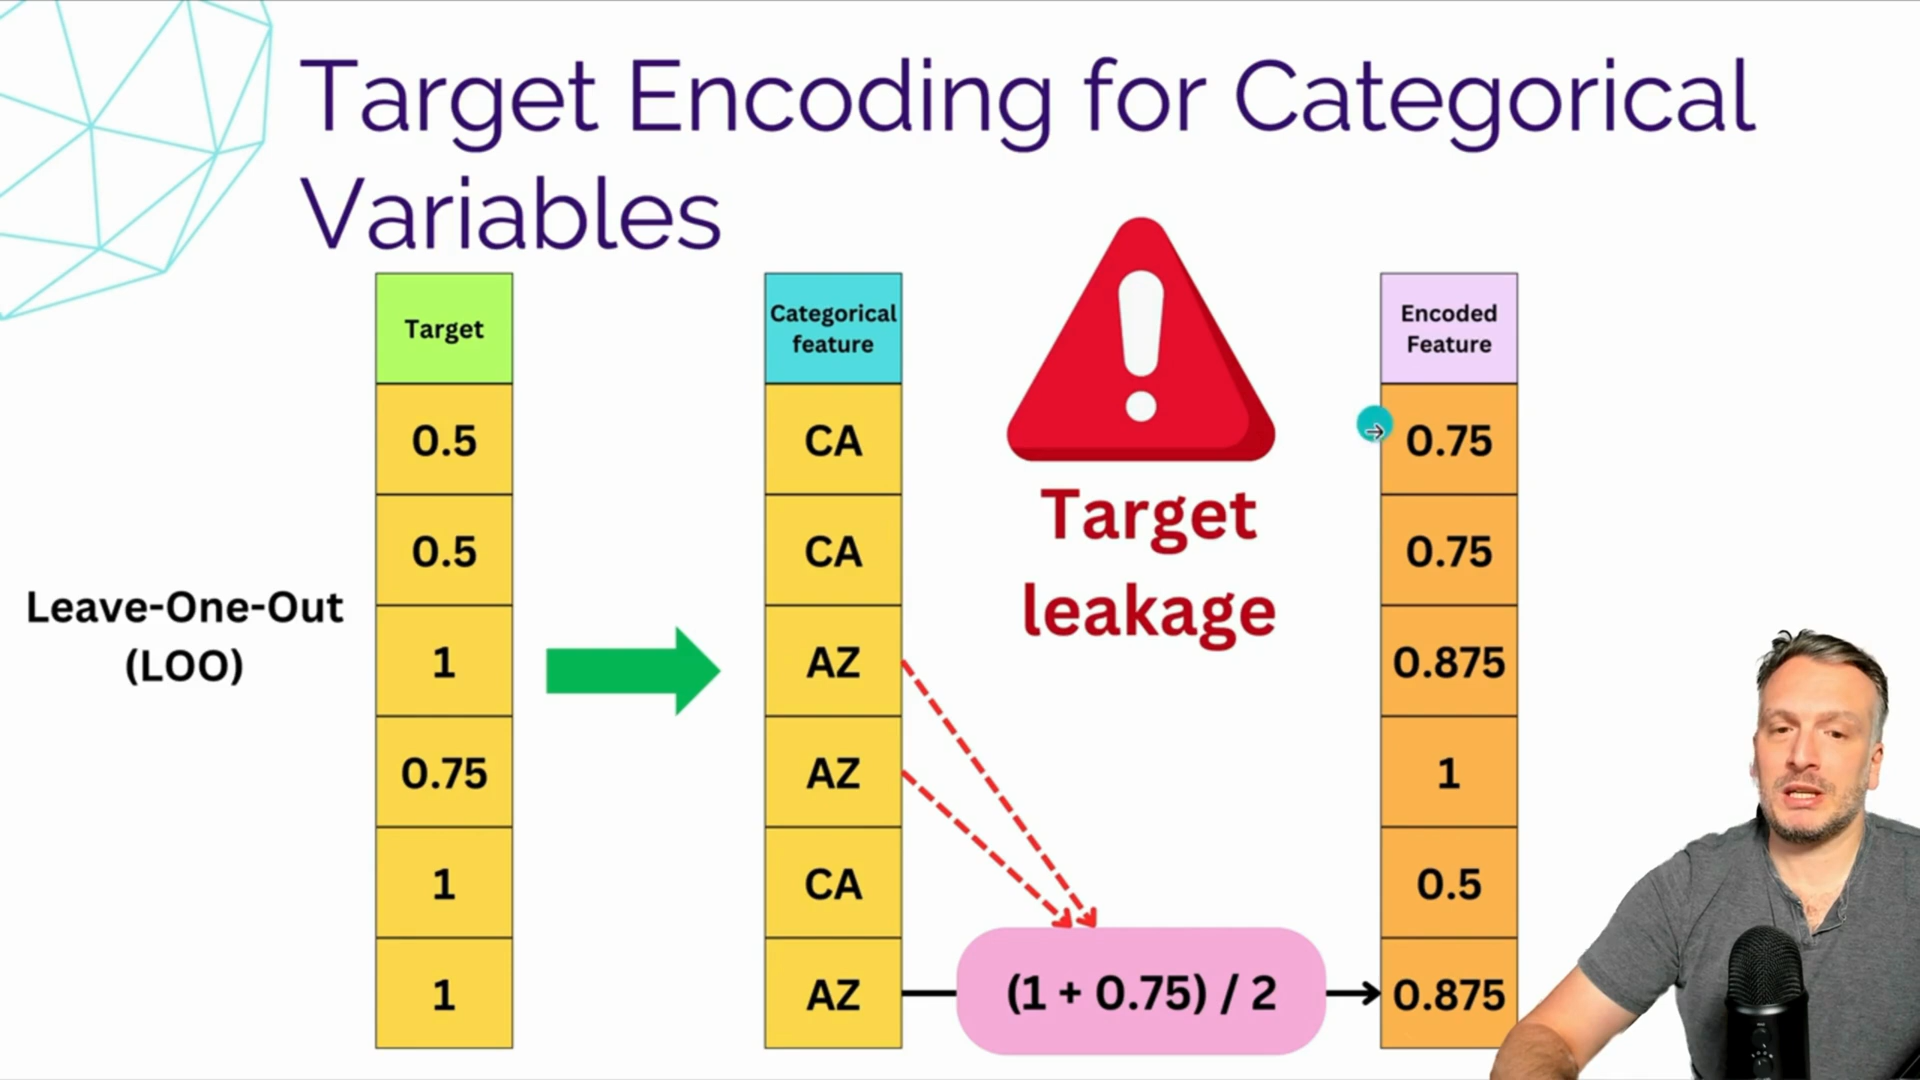 Target Encoding for Categorical
Variables
Leave-One-Out
(LOO)
Target
0.5
0.5
1
0.75
1
1
Categorical
feature
CA
CA
AZ
AZ
CA
AZ
Target
leakage
(1 + 0.75) / 2
Encoded
Feature
0.75
0.75
0.875
1
0.5
0.875